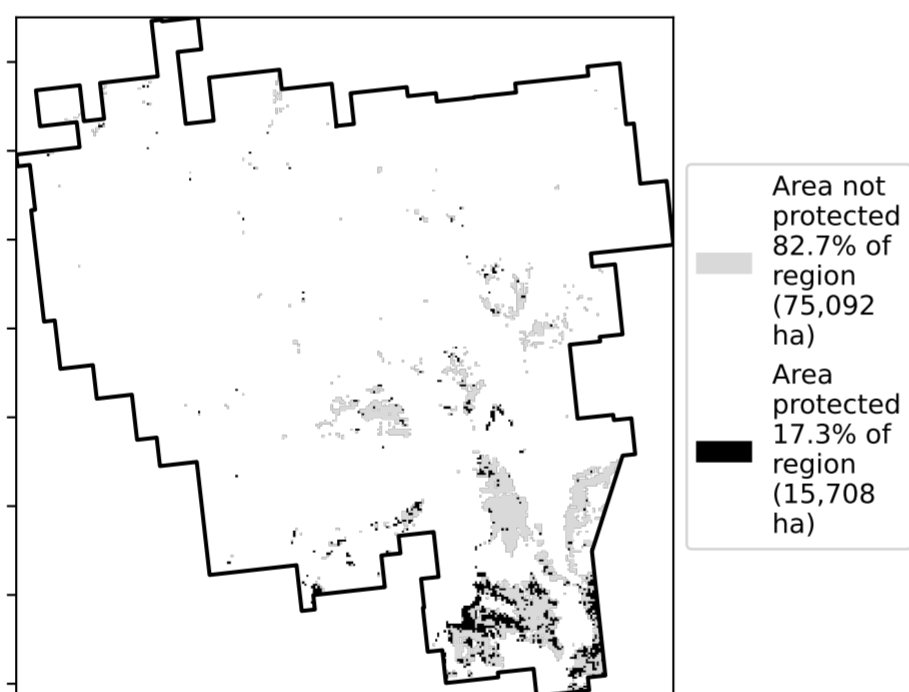 Area not
protected
82.7% of
region
(75,092
ha)
Area
protected
17.3% of
region
(15,708
ha)